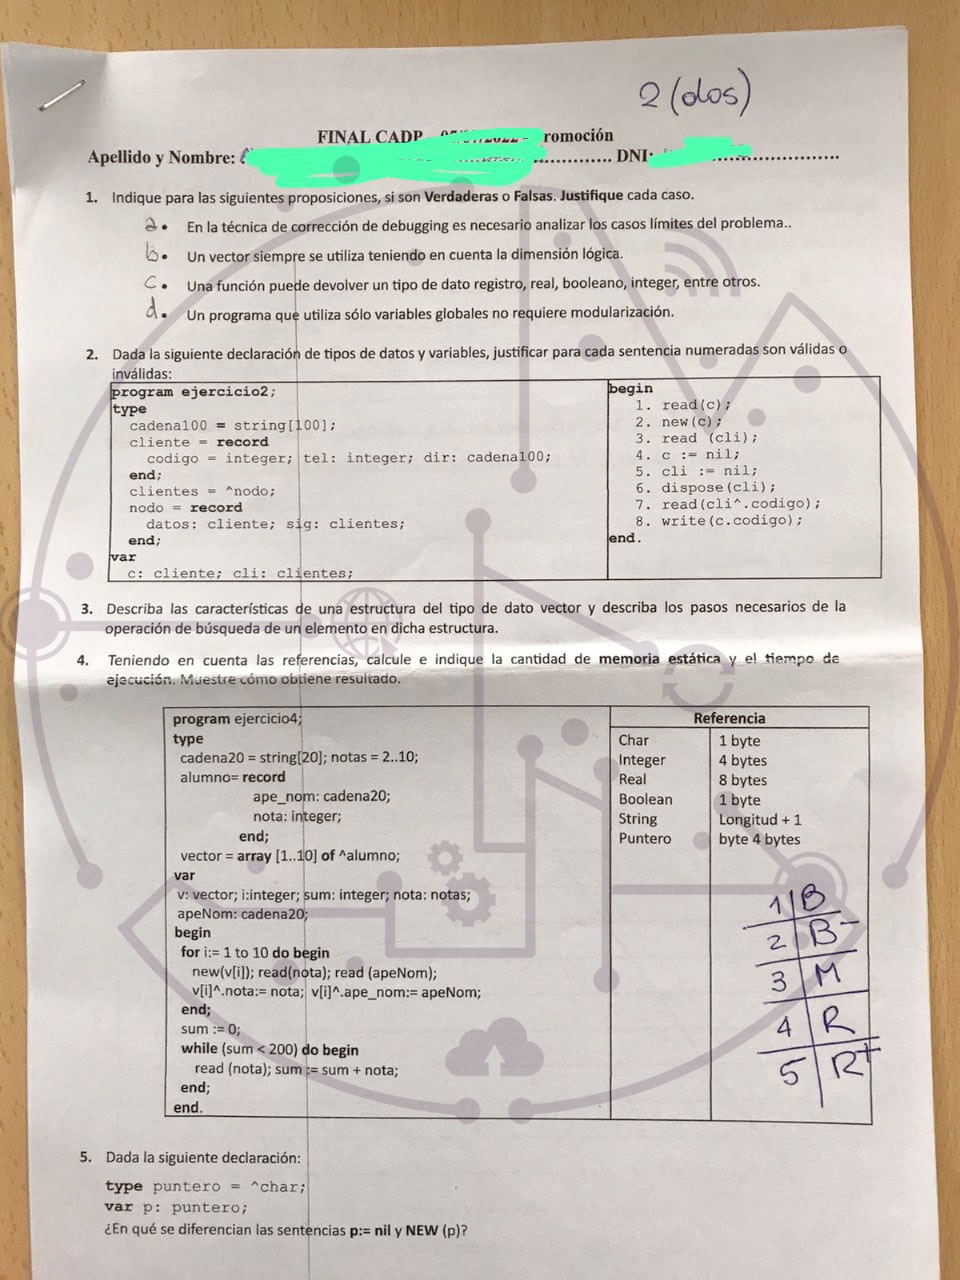 2 (dos)
FINAL CADP romoción
Apellido y Nombre: DNI:
1. Indique para las siguientes proposiciones, si son Verdaderas o Falsas. Justifique cada caso.
a. • En la técnica de corrección de debugging es necesario analizar los casos límites del problema..
b. • Un vector siempre se utiliza teniendo en cuenta la dimensión lógica.
c. • Una función puede devolver un tipo de dato registro, real, booleano, integer, entre otros.
d. • Un programa que utiliza sólo variables globales no requiere modularización.
2. Dada la siguiente declaración de tipos de datos y variables, justificar para cada sentencia numeradas son válidas o
inválidas:
program ejercicio2;
type
cadena100 = string[100];
cliente = record
codigo = integer; tel: integer; dir: cadena100;
end;
clientes = ^nodo;
nodo = record
datos: cliente; sig: clientes;
end;
var
c: cliente; cli: clientes;
begin
1. read(c);
2. new(c);
3. read (cli);
4. c := nil;
5. cli := nil;
6. dispose(cli);
7. read(cli^.codigo);
8. write(c.codigo);
end.
3. Describa las características de una estructura del tipo de dato vector y describa los pasos necesarios de la
operación de búsqueda de un elemento en dicha estructura.
4. Teniendo en cuenta las referencias, calcule e indique la cantidad de memoria estática y el tiempo de
ejecución. Muestre cómo obtiene resultado.
program ejercicio4;
type
cadena20 = string[20]; notas = 2..10;
alumno= record
ape_nom: cadena20;
nota: integer;
end;
vector = array [1..10] of ^alumno;
var
v: vector; i:integer; sum: integer; nota: notas;
apeNom: cadena20;
begin
for i:= 1 to 10 do begin
new(v[i]); read(nota); read (apeNom);
v[i]^.nota:= nota; v[i]^.ape_nom:= apeNom;
end;
sum := 0;
while (sum < 200) do begin
read (nota); sum := sum + nota;
end;
end.
Referencia
Char 1 byte
Integer 4 bytes
Real 8 bytes
Boolean 1 byte
String Longitud + 1
Puntero byte 4 bytes
1 B
2 B-
3 M
4 R
5 R+
5. Dada la siguiente declaración:
type puntero = ^char;
var p: puntero;
¿En qué se diferencian las sentencias p:= nil y NEW (p)?